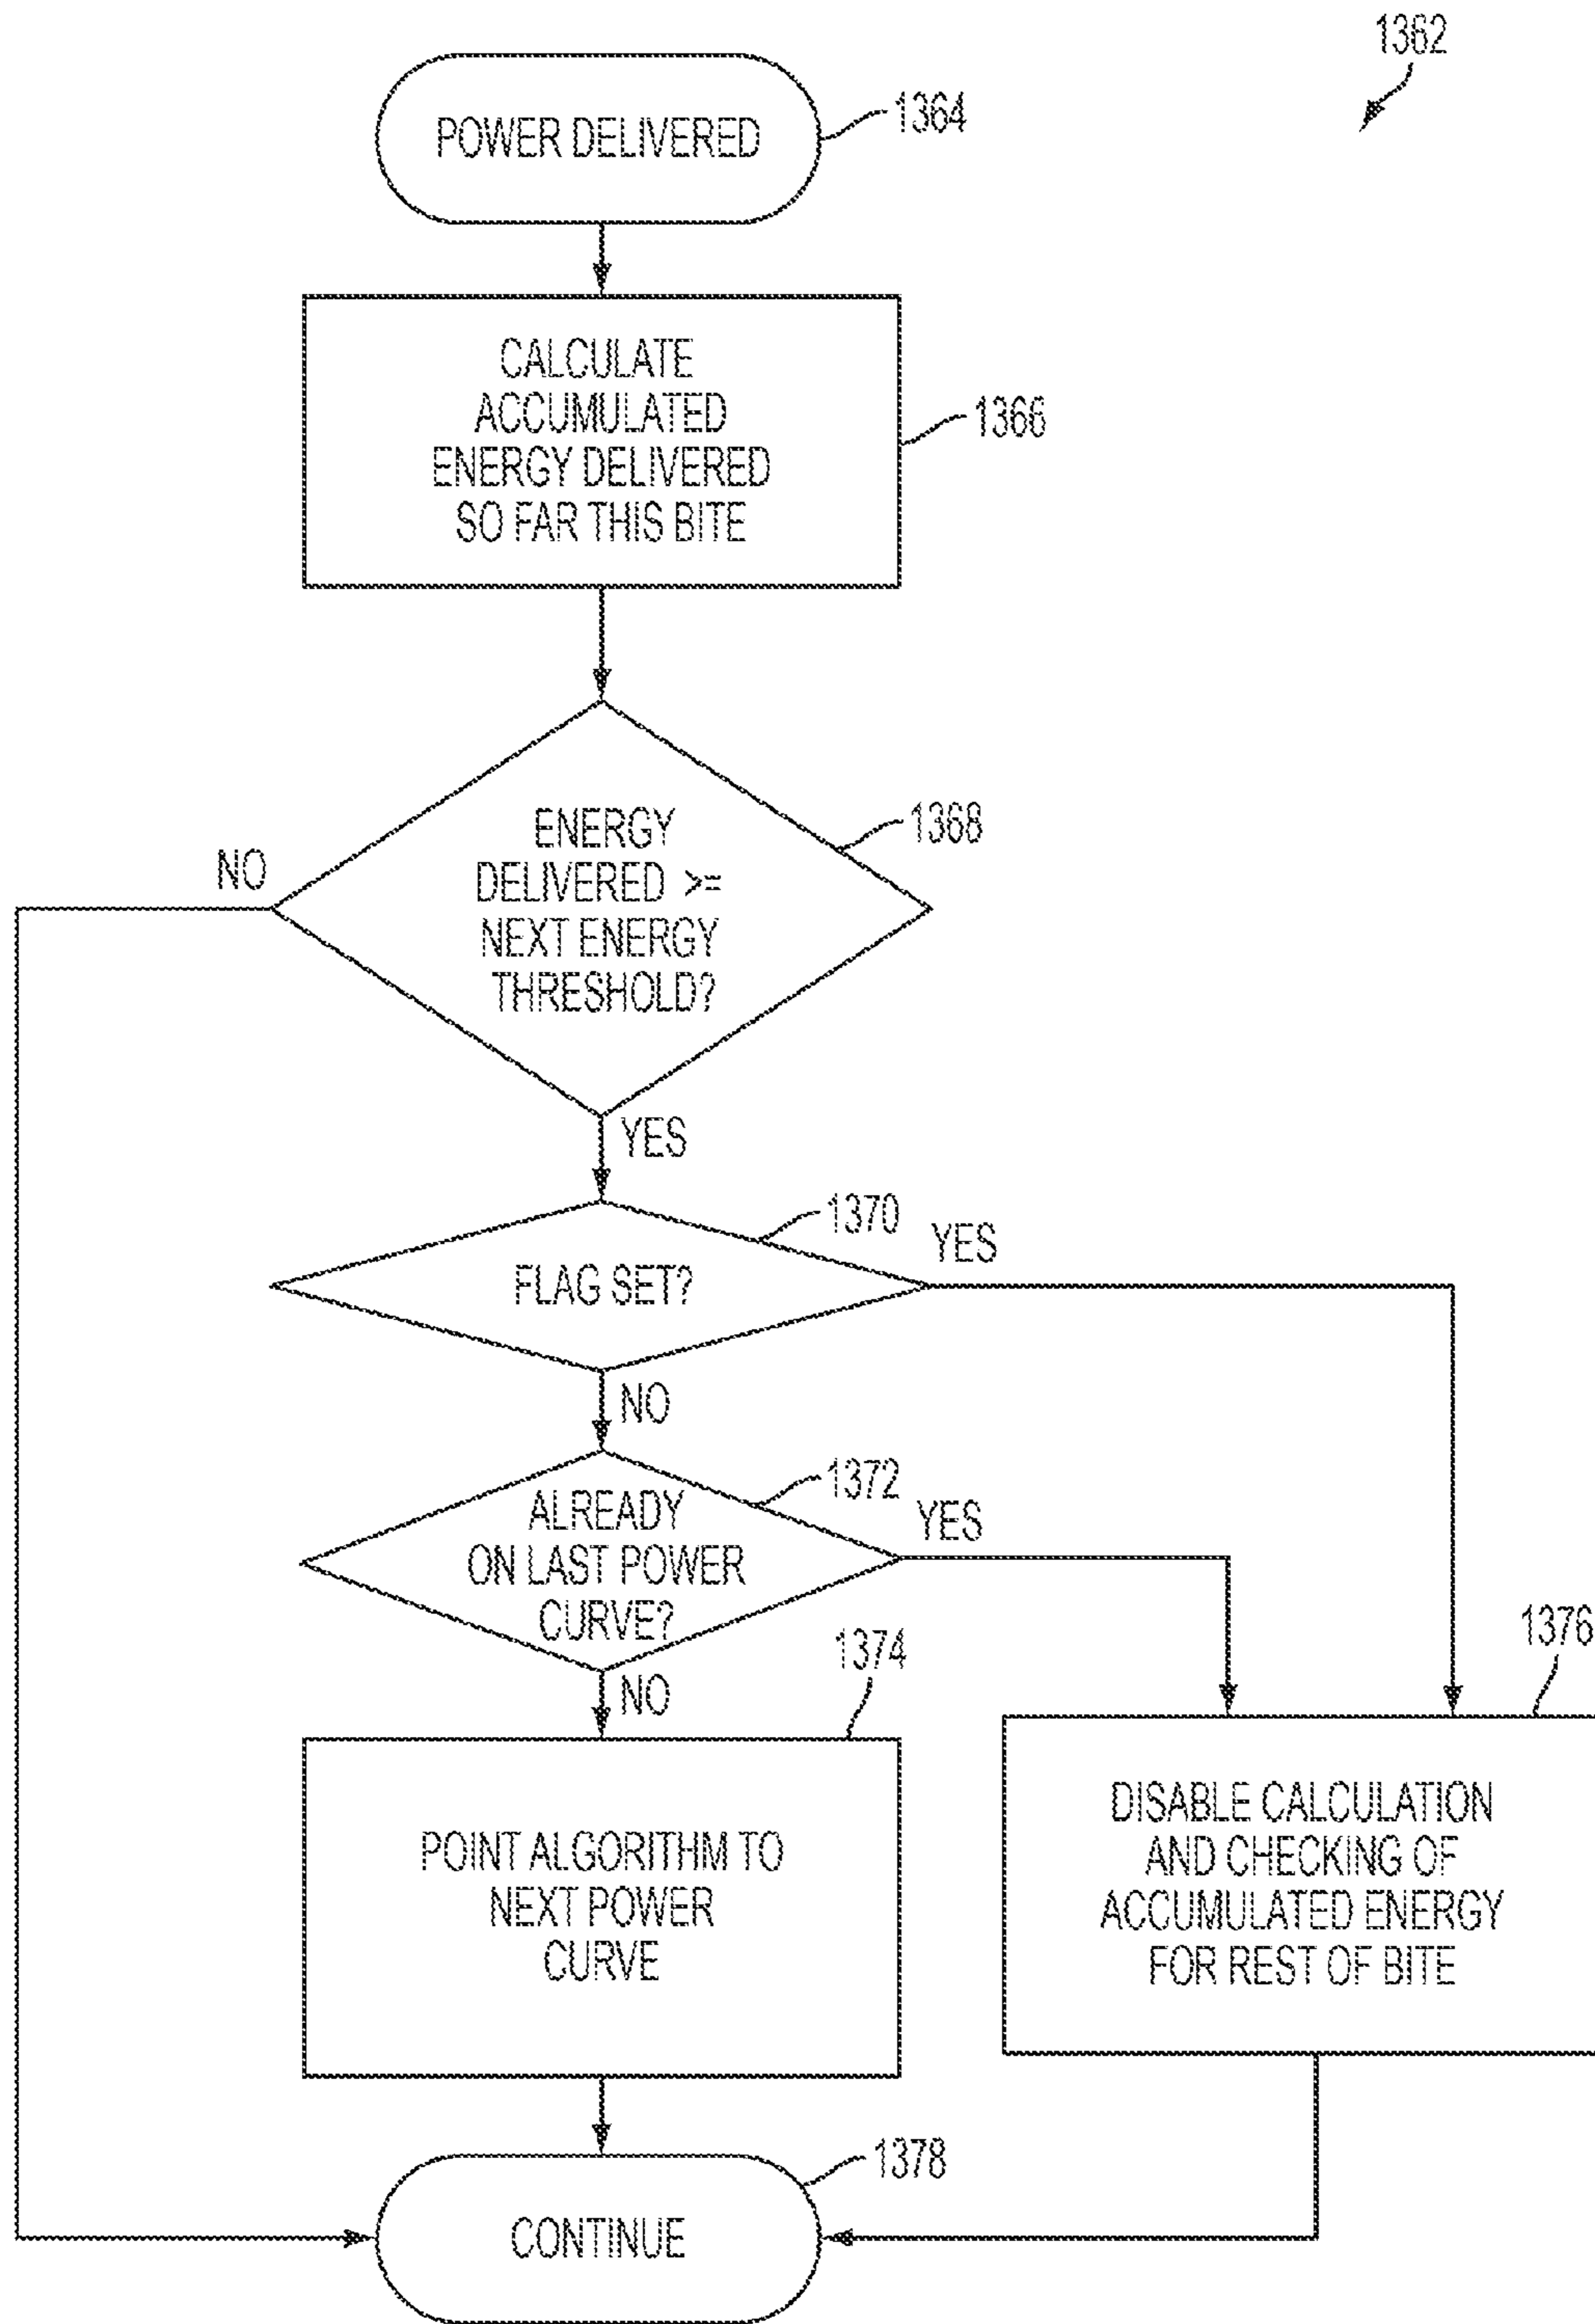 1362
POWER DELIVERED
1364
CALCULATE
ACCUMULATED
ENERGY DELIVERED
SO FAR THIS BITE
1366
ENERGY
DELIVERED >=
NEXT ENERGY
THRESHOLD?
1368
NO
YES
1370
FLAG SET?
YES
NO
1372
ALREADY
ON LAST POWER
CURVE?
YES
NO
1374
POINT ALGORITHM TO
NEXT POWER
CURVE
1376
DISABLE CALCULATION
AND CHECKING OF
ACCUMULATED ENERGY
FOR REST OF BITE
1378
CONTINUE